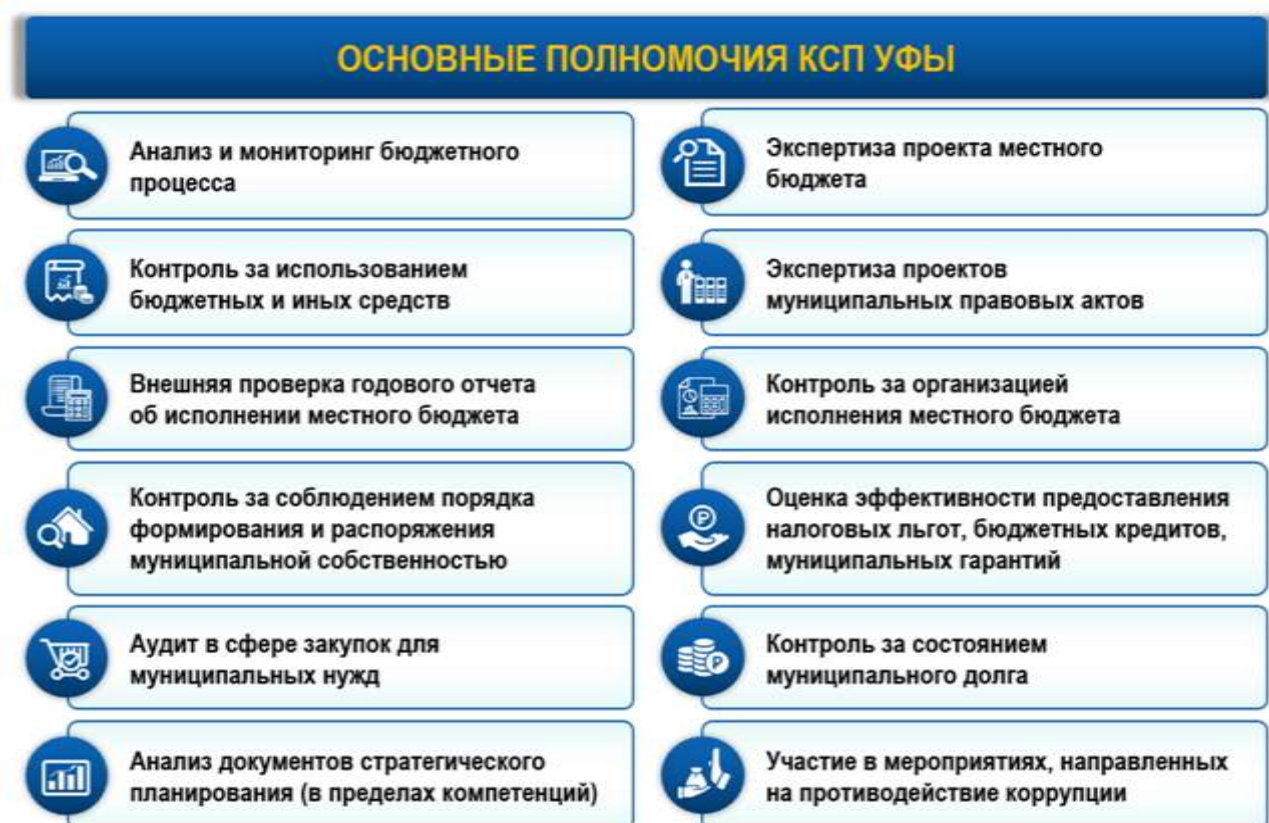 ОСНОВНЫЕ ПОЛНОМОЧИЯ КСП УФЫ
Анализ и мониторинг бюджетного
процесса
Экспертиза проекта местного
бюджета
Контроль за использованием
бюджетных и иных средств
Экспертиза проектов
муниципальных правовых актов
Внешняя проверка годового отчета
об исполнении местного бюджета
Контроль за организацией
исполнения местного бюджета
Контроль за соблюдением порядка
формирования и распоряжения
муниципальной собственностью
Оценка эффективности предоставления
налоговых льгот, бюджетных кредитов,
муниципальных гарантий
Аудит в сфере закупок для
муниципальных нужд
Контроль за состоянием
муниципального долга
Анализ документов стратегического
планирования (в пределах компетенций)
Участие в мероприятиях, направленных
на противодействие коррупции